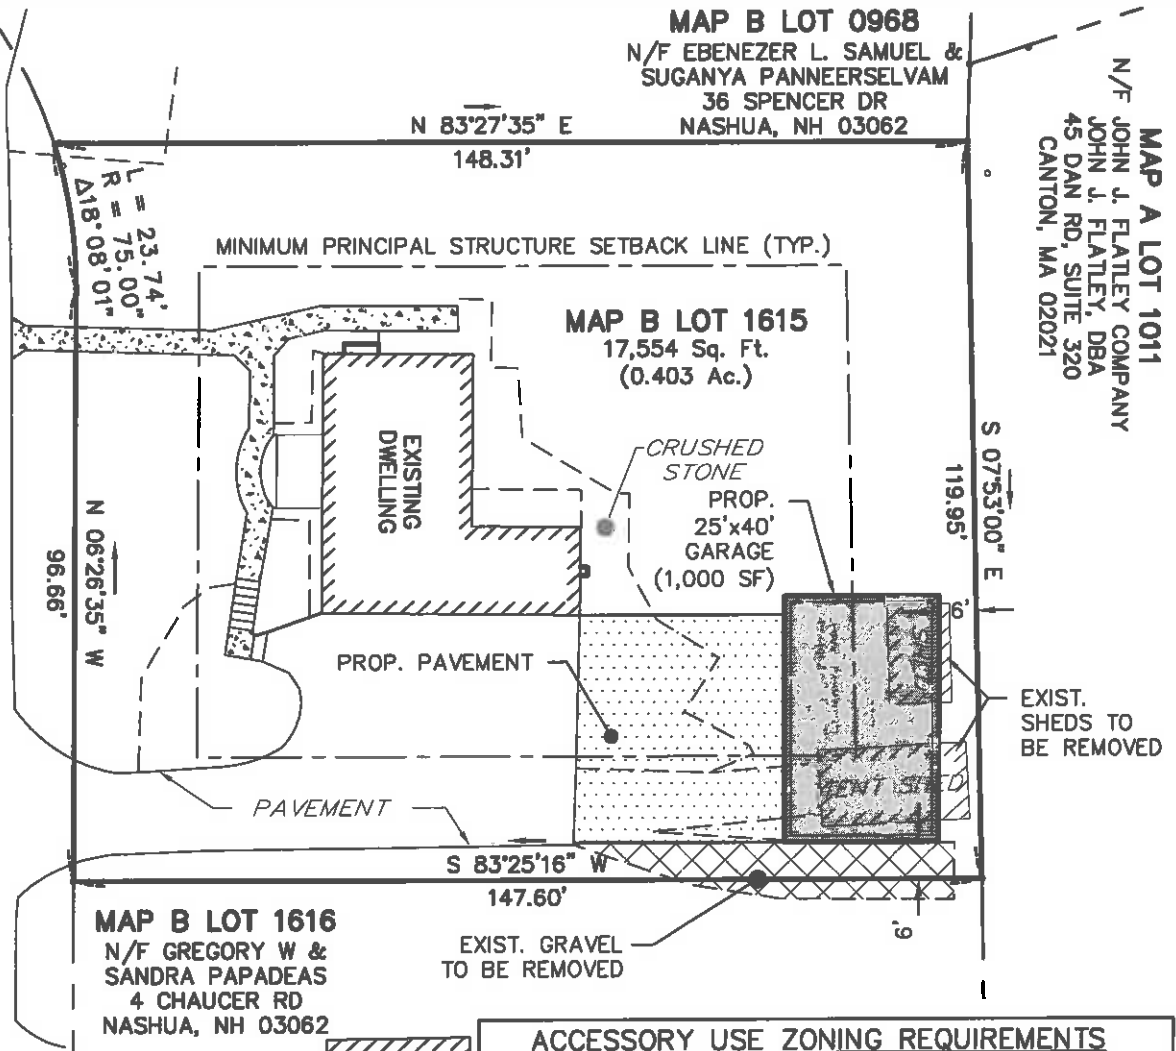 MAP B LOT 0968
N/F EBENEZER L. SAMUEL &
SUGANYA PANNEERSELVAM
36 SPENCER DR
NASHUA, NH 03062
MAP A LOT 1011
N/F JOHN J. FLATLEY COMPANY
JOHN J. FLATLEY, DBA
45 DAN RD, SUITE 320
CANTON, MA 02021
N 83°27'35" E
148.31'
L = 23.74'
R = 75.00"
Δ18°08'01"
MINIMUM PRINCIPAL STRUCTURE SETBACK LINE (TYP.)
MAP B LOT 1615
17,554 Sq. Ft.
(0.403 Ac.)
EXISTING
DWELLING
CRUSHED
STONE
PROP.
25'x40'
GARAGE
(1,000 SF)
S 07°53'00" E
119.95'
N 06°26'35" W
96.66'
6'
PROP. PAVEMENT
EXIST.
SHEDS TO
BE REMOVED
TENT SHED
PAVEMENT
S 83°25'16" W
147.60'
6'
MAP B LOT 1616
N/F GREGORY W &
SANDRA PAPADEAS
4 CHAUCER RD
NASHUA, NH 03062
EXIST. GRAVEL
TO BE REMOVED
ACCESSORY USE ZONING REQUIREMENTS